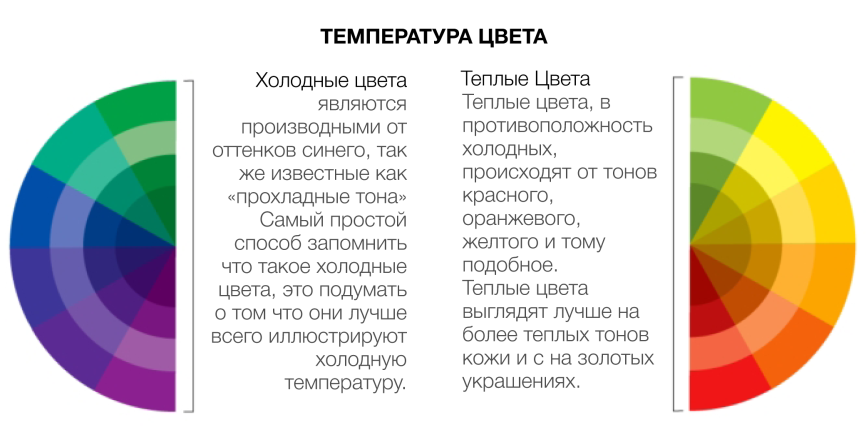 ТЕМПЕРАТУРА ЦВЕТА
Холодные цвета
являются
производными от
оттенков синего, так
же известные как
«прохладные тона»
Самый простой
способ запомнить
что такое холодные
цвета, это подумать
о том что они лучше
всего иллюстрируют
холодную
температуру.
Теплые Цвета
Теплые цвета, в
противоположность
холодных,
происходят от тонов
красного,
оранжевого,
желтого и тому
подобное.
Теплые цвета
выглядят лучше на
более теплых тонов
кожи и с на золотых
украшениях.